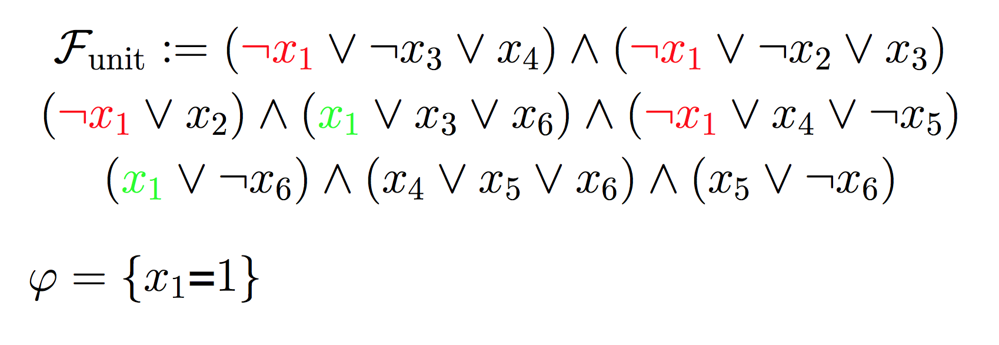 𝓕unit := (¬x₁ ∨ ¬x₃ ∨ x₄) ∧ (¬x₁ ∨ ¬x₂ ∨ x₃)
(¬x₁ ∨ x₂) ∧ (x₁ ∨ x₃ ∨ x₆) ∧ (¬x₁ ∨ x₄ ∨ ¬x₅)
(x₁ ∨ ¬x₆) ∧ (x₄ ∨ x₅ ∨ x₆) ∧ (x₅ ∨ ¬x₆)
φ = {x₁=1}